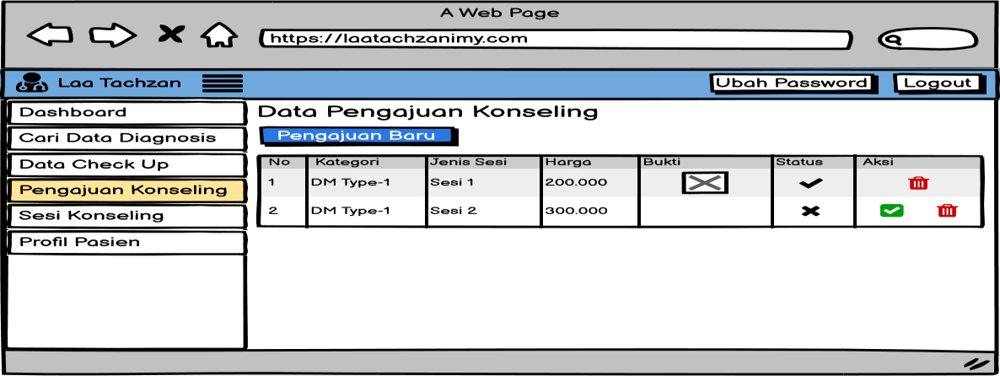 A Web Page
https://laatachzanimy.com
Laa Tachzan
Ubah Password
Logout
Dashboard
Cari Data Diagnosis
Data Check Up
Pengajuan Konseling
Sesi Konseling
Profil Pasien
Data Pengajuan Konseling
Pengajuan Baru
No Kategori Jenis Sesi Harga Bukti Status Aksi
1 DM Type-1 Sesi 1 200.000
2 DM Type-1 Sesi 2 300.000